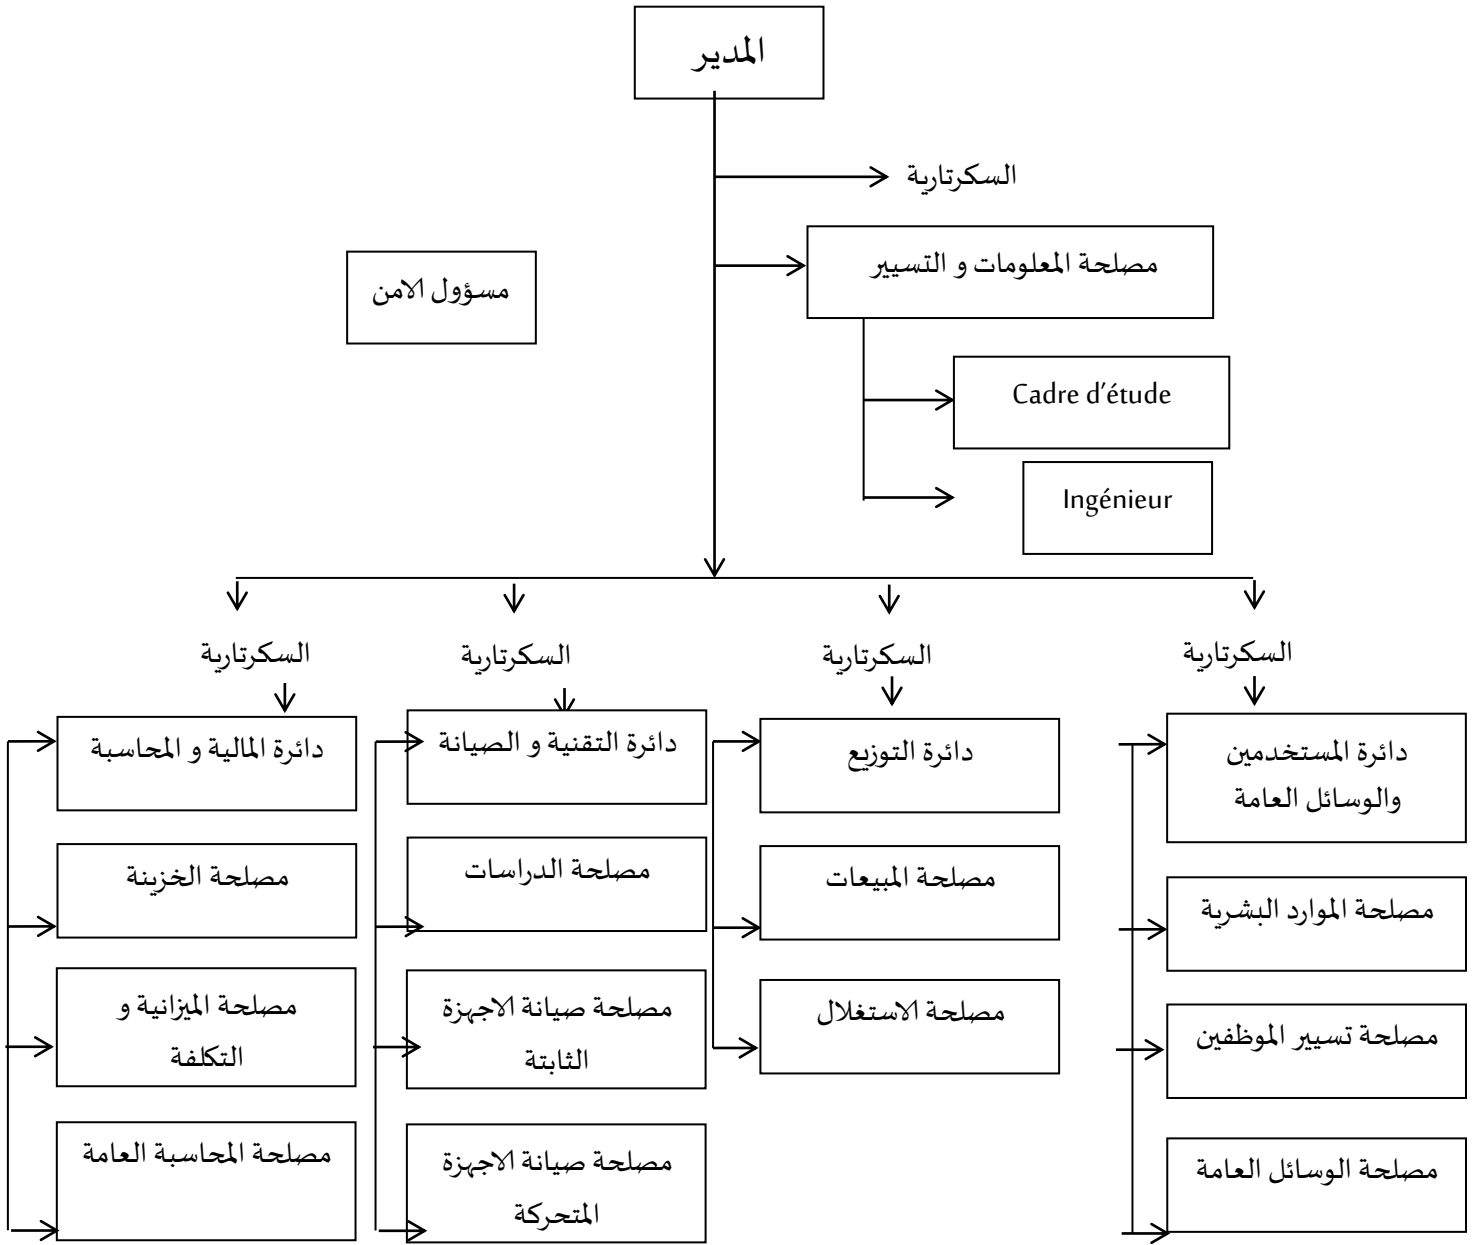 المدير
السكرتارية
مصلحة المعلومات و التسيير
مسؤول الامن
Cadre d'étude
Ingénieur
السكرتارية
السكرتارية
السكرتارية
السكرتارية
دائرة المستخدمين
والوسائل العامة
دائرة التوزيع
دائرة التقنية و الصيانة
دائرة المالية و المحاسبة
مصلحة الموارد البشرية
مصلحة المبيعات
مصلحة الدراسات
مصلحة الخزينة
مصلحة تسيير الموظفين
مصلحة الاستغلال
مصلحة صيانة الاجهزة
الثابتة
مصلحة الميزانية و
التكلفة
مصلحة الوسائل العامة
مصلحة صيانة الاجهزة
المتحركة
مصلحة المحاسبة العامة